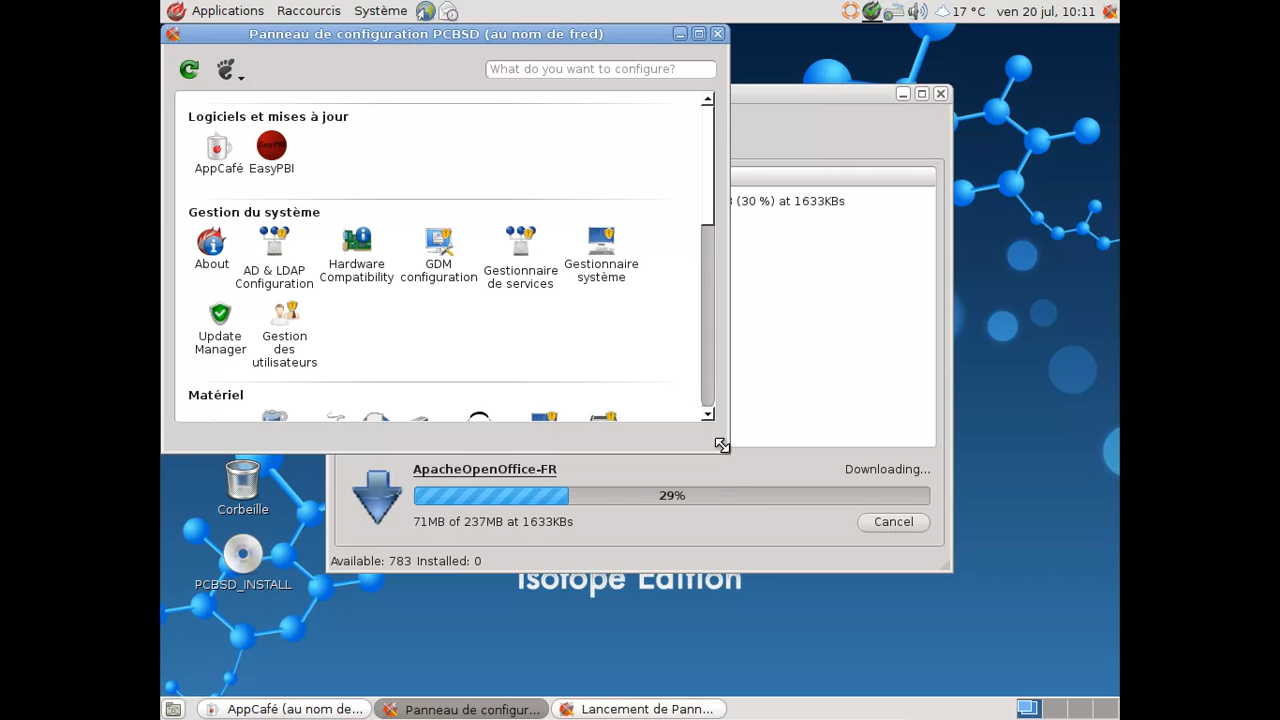 Applications Raccourcis Système 17 °C ven 20 jul, 10:11
Panneau de configuration PCBSD (au nom de fred)
What do you want to configure?
Logiciels et mises à jour
AppCafé EasyPBI
Gestion du système
About
AD & LDAP
Configuration
Hardware
Compatibility
GDM
configuration
Gestionnaire
de services
Gestionnaire
système
Update
Manager
Gestion
des
utilisateurs
Matériel
(30 %) at 1633KBs
ApacheOpenOffice-FR Downloading...
29%
71MB of 237MB at 1633KBs Cancel
Available: 783 Installed: 0
Corbeille
PCBSD_INSTALL
Isotope Edition
AppCafé (au nom de... Panneau de configur... Lancement de Pann...